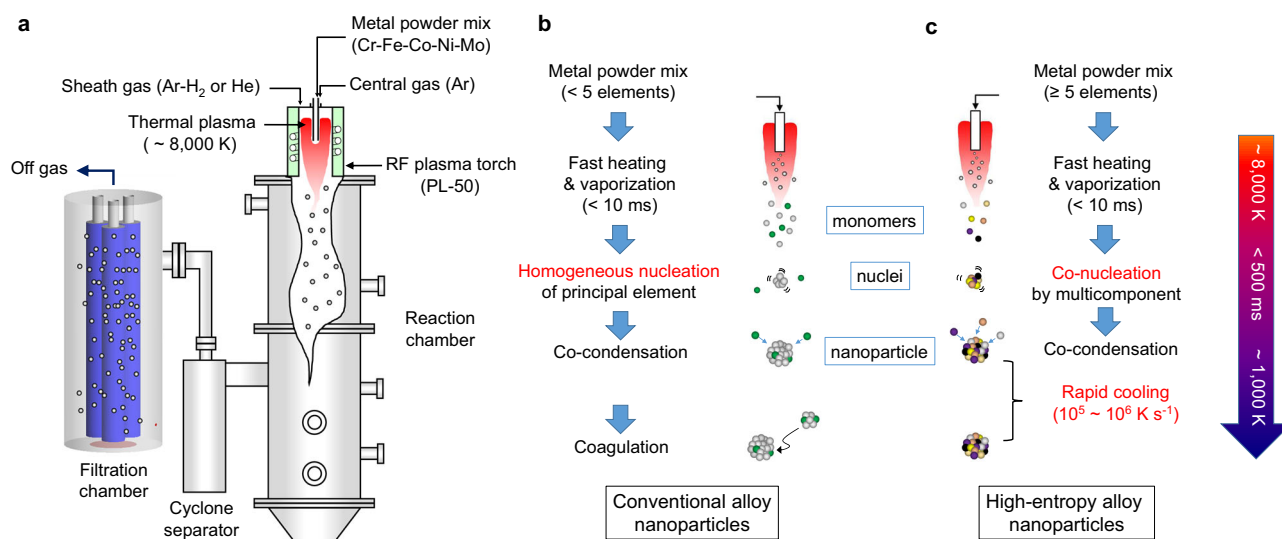 a
Metal powder mix
(Cr-Fe-Co-Ni-Mo)
Sheath gas (Ar-H₂ or He)
Central gas (Ar)
Thermal plasma
( ~ 8,000 K)
RF plasma torch
(PL-50)
Off gas
Reaction
chamber
Filtration
chamber
Cyclone
separator
b
Metal powder mix
(< 5 elements)
Fast heating
& vaporization
(< 10 ms)
Homogeneous nucleation
of principal element
Co-condensation
Coagulation
Conventional alloy
nanoparticles
monomers
nuclei
nanoparticle
c
Metal powder mix
(≥ 5 elements)
Fast heating
& vaporization
(< 10 ms)
Co-nucleation
by multicomponent
Co-condensation
Rapid cooling
(10⁵ ~ 10⁶ K s⁻¹)
High-entropy alloy
nanoparticles
~ 8,000K < 500 ms ~ 1,000 K